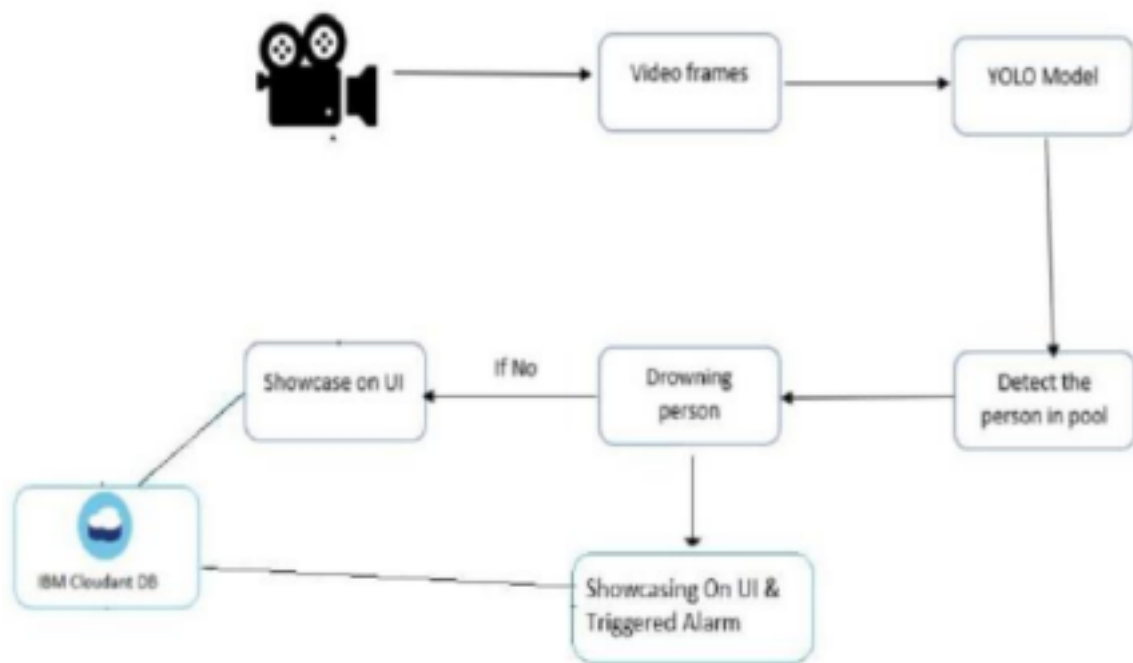 Video frames
YOLO Model
Showcase on UI
If No
Drowning
person
Detect the
person in pool
IBM Cloudant DB
Showcasing On UI &
Triggered Alarm